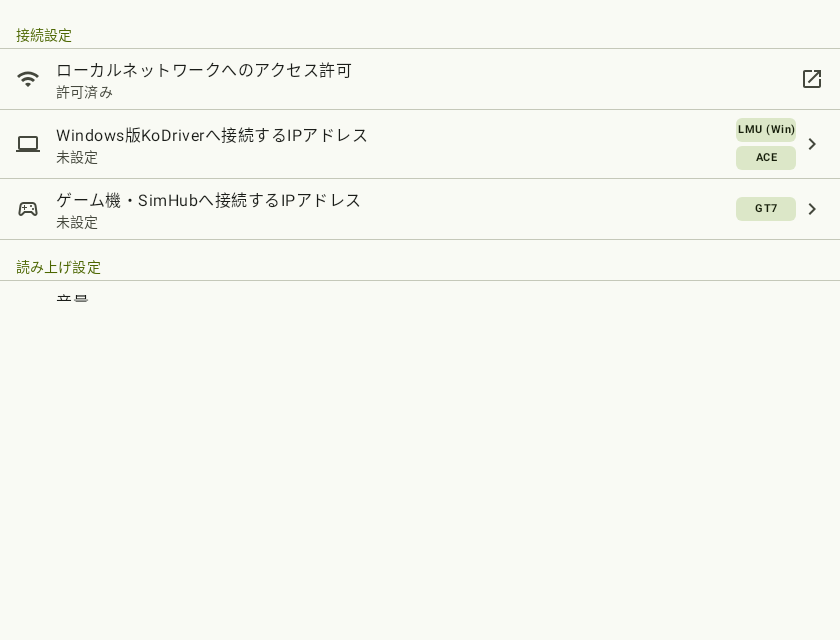 接続設定
ローカルネットワークへのアクセス許可
許可済み
Windows版KoDriverへ接続するIPアドレス
未設定
LMU (Win)
ACE
ゲーム機・SimHubへ接続するIPアドレス
未設定
GT7
読み上げ設定
音量